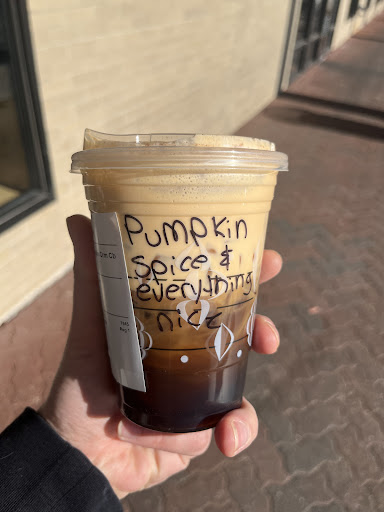 Pumpkin
spice &
everything
nice